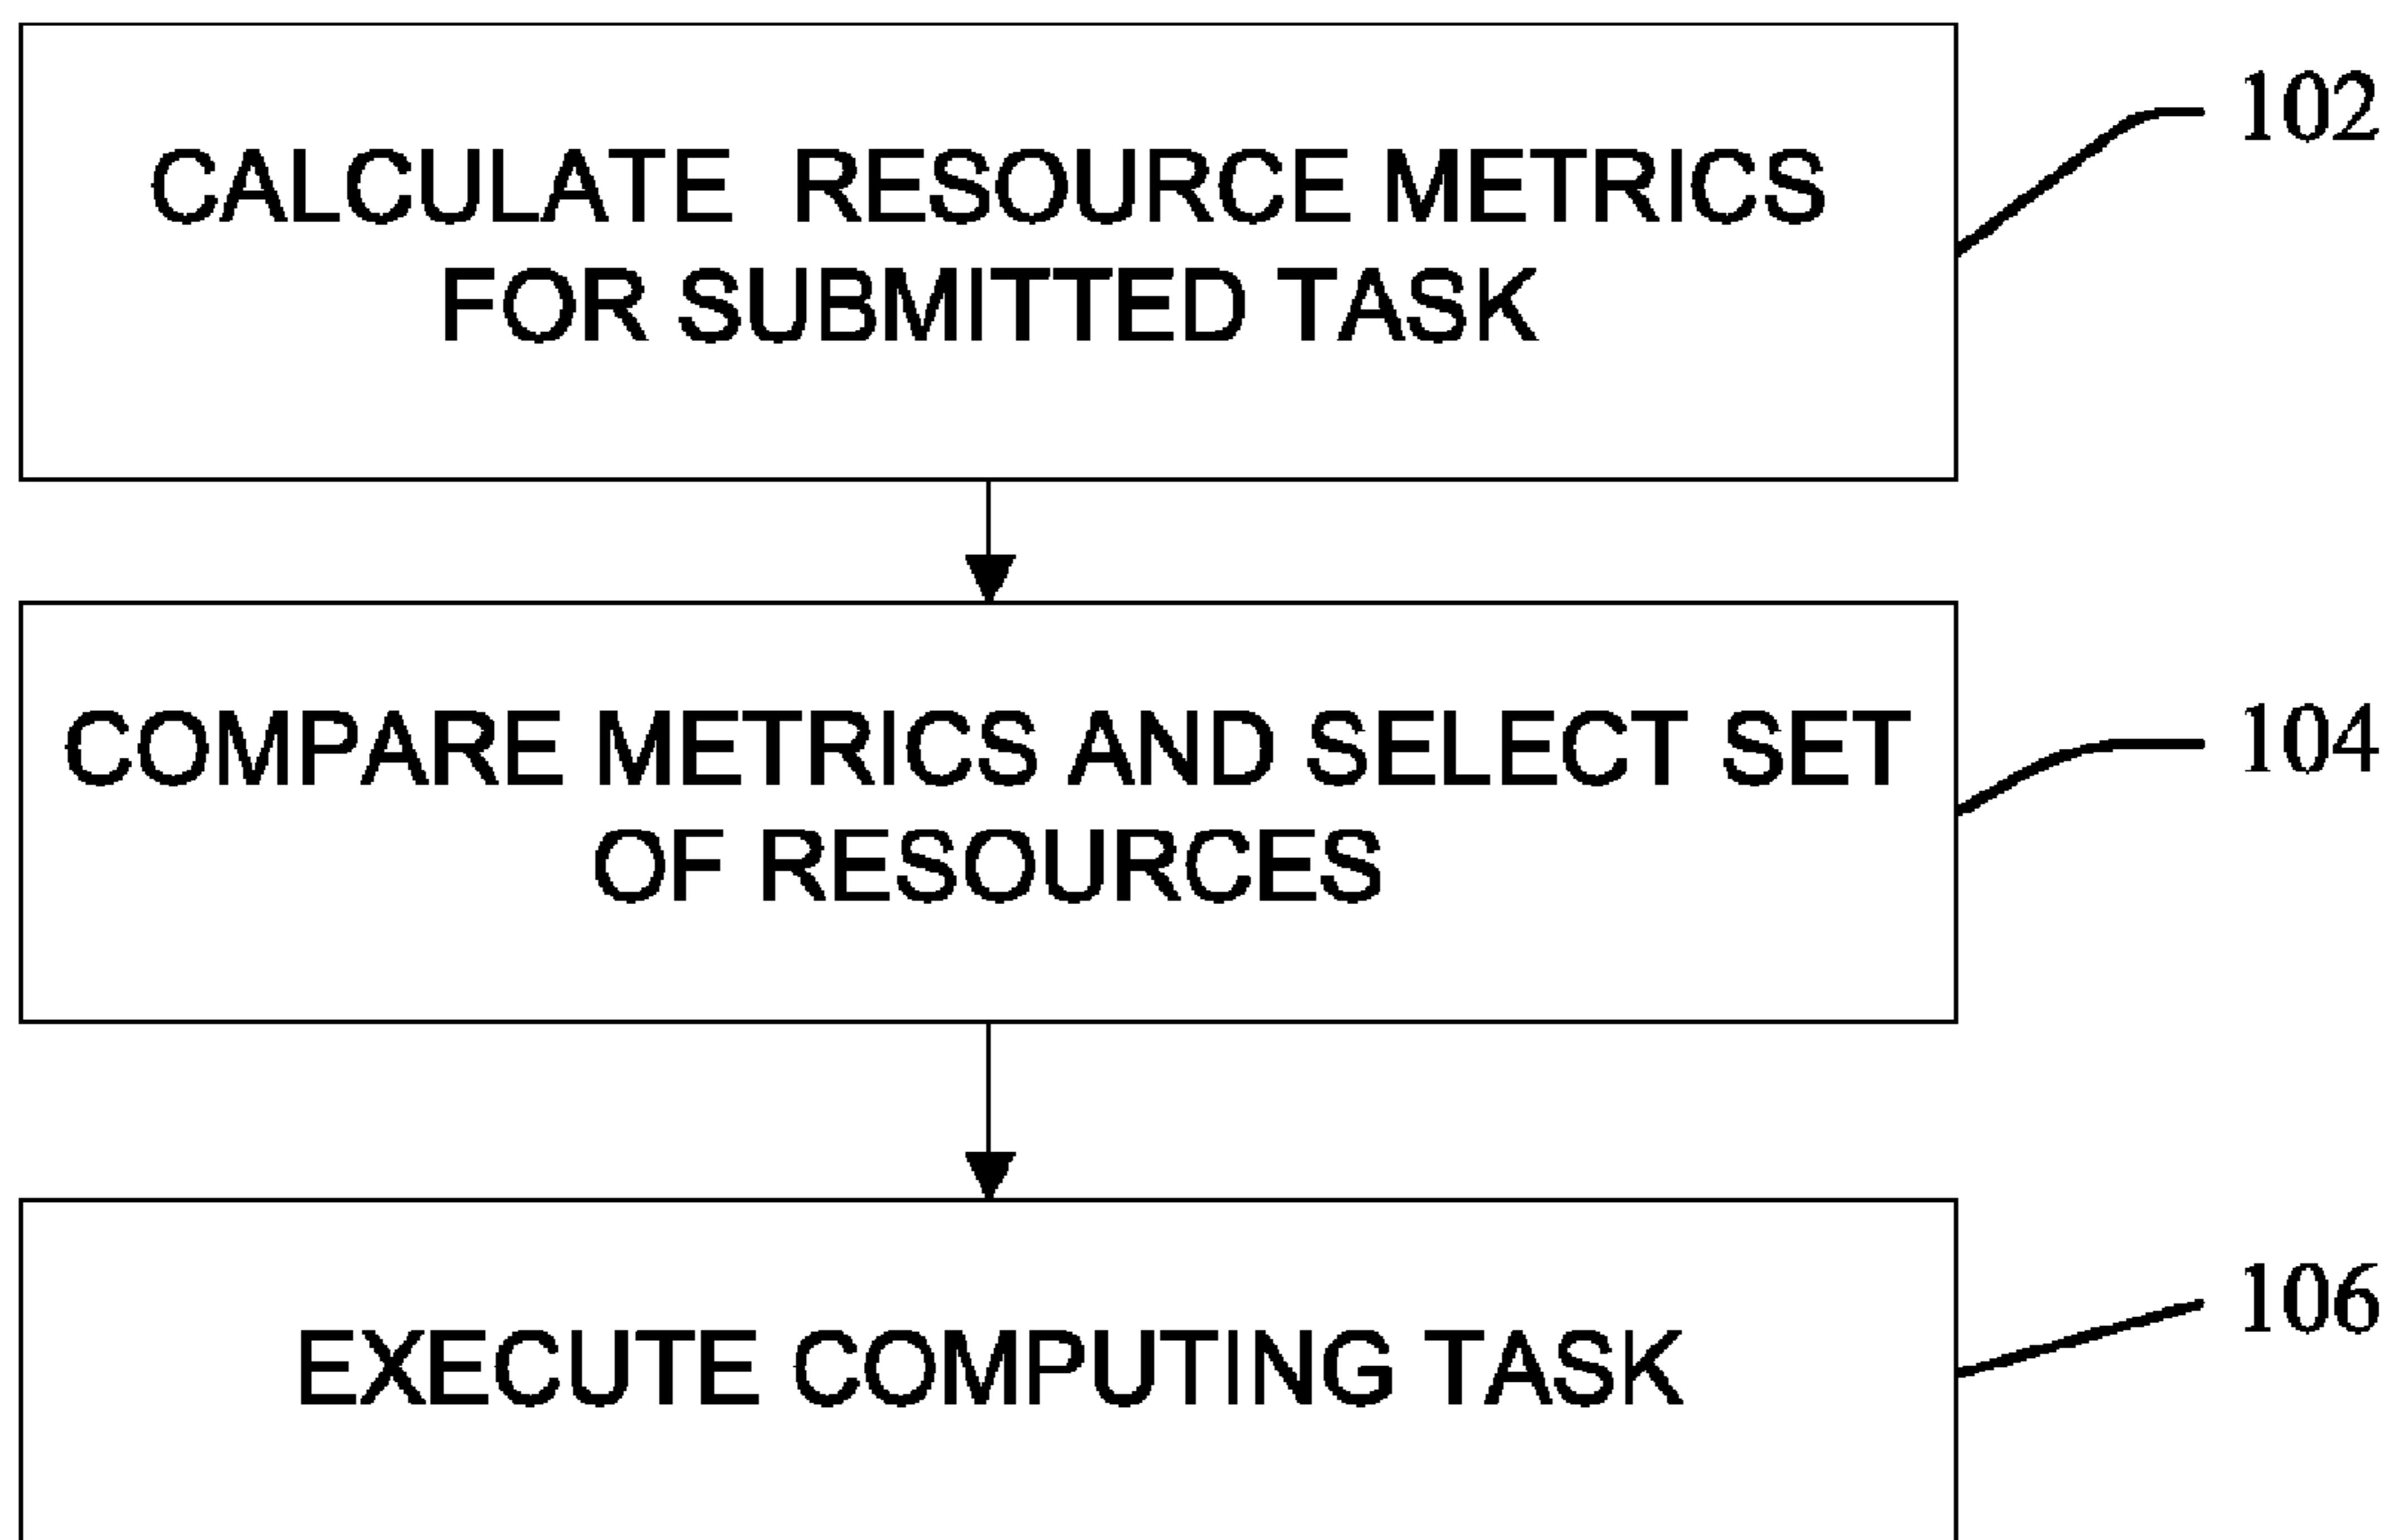 CALCULATE RESOURCE METRICS
FOR SUBMITTED TASK
102
COMPARE METRICS AND SELECT SET
OF RESOURCES
104
EXECUTE COMPUTING TASK
106